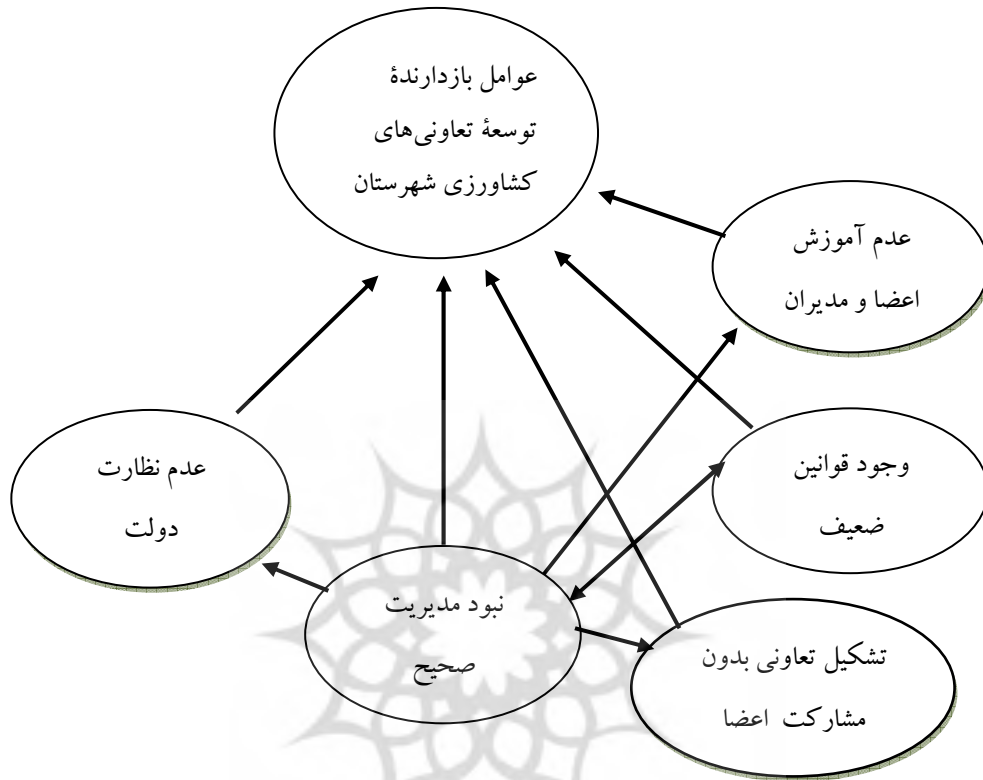 عوامل بازدارندهٔ
توسعهٔ تعاونی‌های
کشاورزی شهرستان
عدم آموزش
اعضا و مدیران
عدم نظارت
دولت
وجود قوانین
ضعیف
نبود مدیریت
صحیح
تشکیل تعاونی بدون
مشارکت اعضا